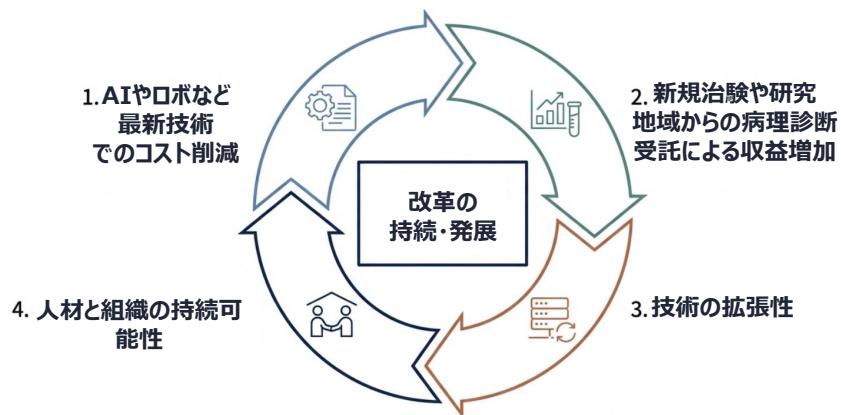 1. AIやロボなど
最新技術
でのコスト削減
2. 新規治験や研究
地域からの病理診断
受託による収益増加
改革の
持続・発展
4. 人材と組織の持続可
能性
3. 技術の拡張性